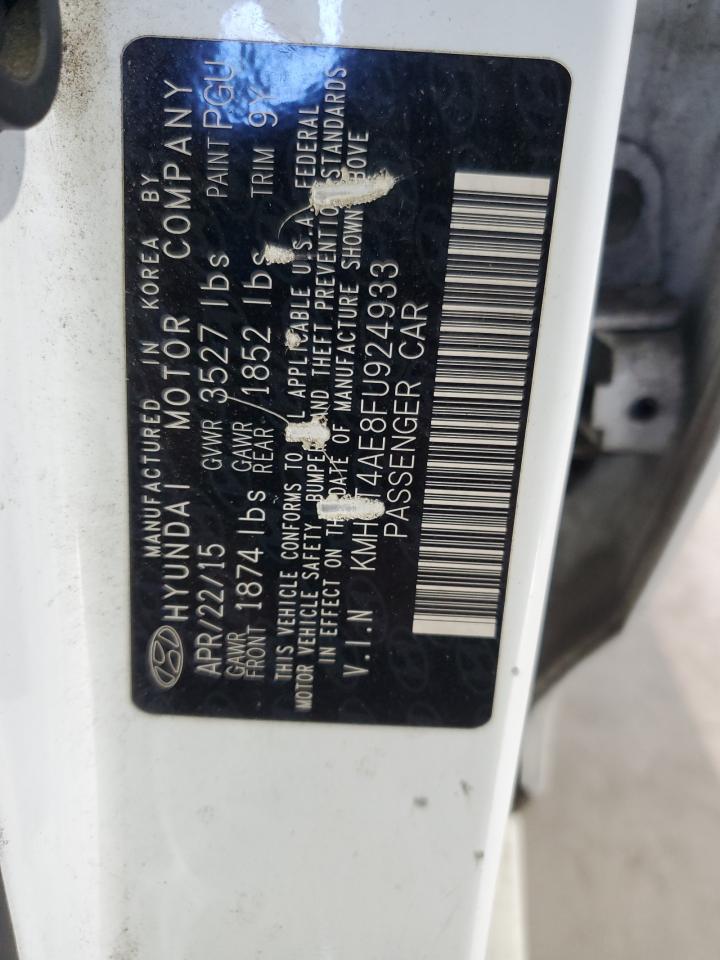 MANUFACTURED IN KOREA BY
HYUNDAI MOTOR COMPANY
APR/22/15 GVWR 3527 lbs PAINT PGU
GAWR FRONT 1874 lbs GAWR REAR 1852 lbs TRIM 9Y
THIS VEHICLE CONFORMS TO ALL APPLICABLE U.S.A. FEDERAL
MOTOR VEHICLE SAFETY, BUMPER AND THEFT PREVENTION STANDARDS
IN EFFECT ON THE DATE OF MANUFACTURE SHOWN ABOVE
V.I.N KMHCT4AE8FU924933
PASSENGER CAR